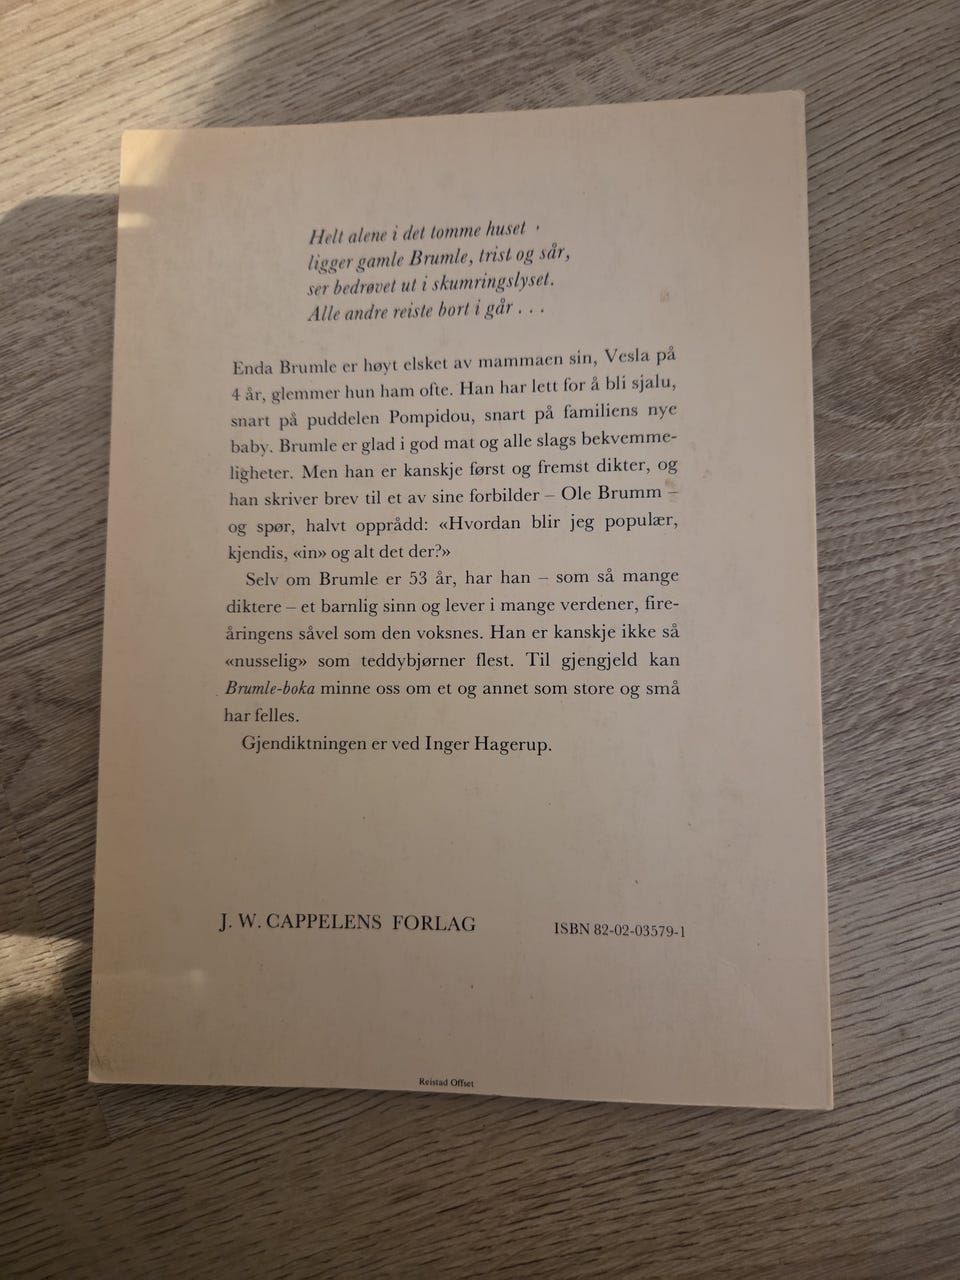 Helt alene i det tomme huset
ligger gamle Brumle, trist og sår,
ser bedrøvet ut i skumringslyset.
Alle andre reiste bort i går . . .
Enda Brumle er høyt elsket av mammaen sin, Vesla på
4 år, glemmer hun ham ofte. Han har lett for å bli sjalu,
snart på puddelen Pompidou, snart på familiens nye
baby. Brumle er glad i god mat og alle slags bekvemme-
ligheter. Men han er kanskje først og fremst dikter, og
han skriver brev til et av sine forbilder – Ole Brumm –
og spør, halvt opprådd: «Hvordan blir jeg populær,
kjendis, «in» og alt det der?»
Selv om Brumle er 53 år, har han – som så mange
diktere – et barnlig sinn og lever i mange verdener, fire-
åringens såvel som den voksnes. Han er kanskje ikke så
«nusselig» som teddybjørner flest. Til gjengjeld kan
Brumle-boka minne oss om et og annet som store og små
har felles.
Gjendiktningen er ved Inger Hagerup.
J. W. CAPPELENS FORLAG
ISBN 82-02-03579-1
Reistad Offset